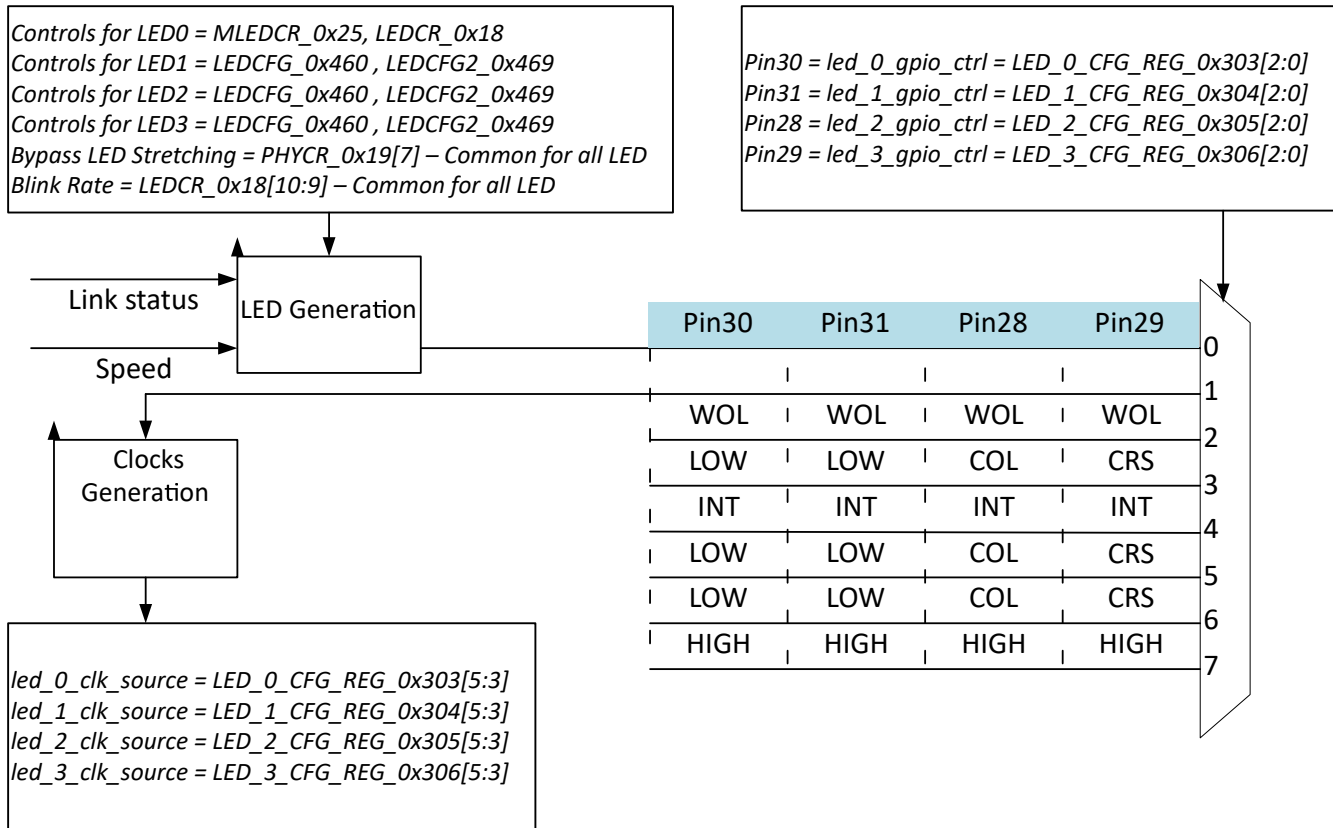 Controls for LED0 = MLEDCR_0x25, LEDCR_0x18
Controls for LED1 = LEDCFG_0x460 , LEDCFG2_0x469
Controls for LED2 = LEDCFG_0x460 , LEDCFG2_0x469
Controls for LED3 = LEDCFG_0x460 , LEDCFG2_0x469
Bypass LED Stretching = PHYCR_0x19[7] – Common for all LED
Blink Rate = LEDCR_0x18[10:9] – Common for all LED
Pin30 = led_0_gpio_ctrl = LED_0_CFG_REG_0x303[2:0]
Pin31 = led_1_gpio_ctrl = LED_1_CFG_REG_0x304[2:0]
Pin28 = led_2_gpio_ctrl = LED_2_CFG_REG_0x305[2:0]
Pin29 = led_3_gpio_ctrl = LED_3_CFG_REG_0x306[2:0]
Link status
Speed
LED Generation
Pin30 Pin31 Pin28 Pin29
0
1
WOL WOL WOL WOL
2
LOW LOW COL CRS
3
INT INT INT INT
4
LOW LOW COL CRS
5
LOW LOW COL CRS
6
HIGH HIGH HIGH HIGH
7
Clocks
Generation
led_0_clk_source = LED_0_CFG_REG_0x303[5:3]
led_1_clk_source = LED_1_CFG_REG_0x304[5:3]
led_2_clk_source = LED_2_CFG_REG_0x305[5:3]
led_3_clk_source = LED_3_CFG_REG_0x306[5:3]